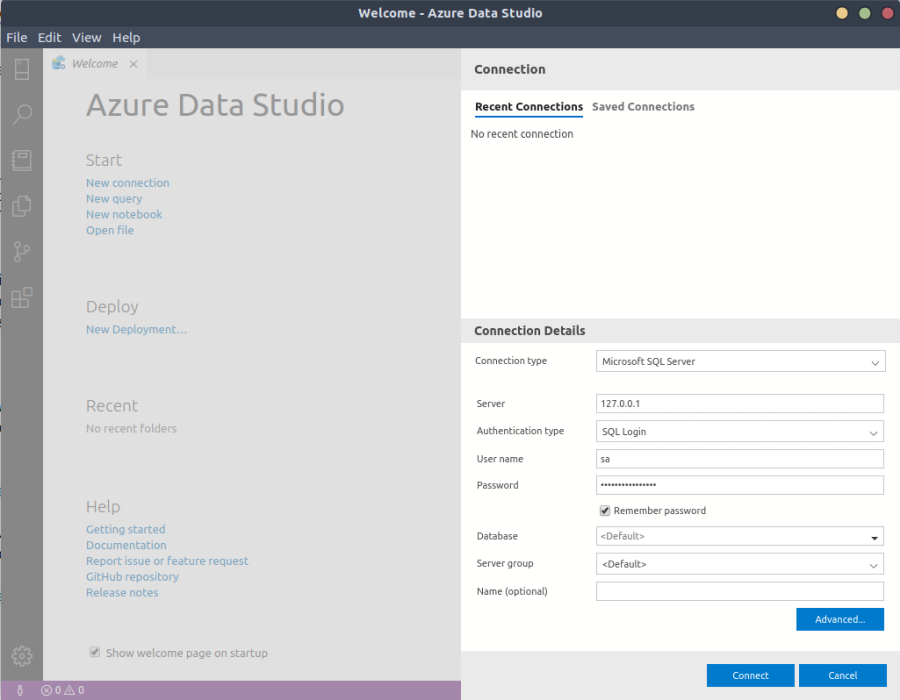 Welcome - Azure Data Studio
File Edit View Help
Welcome
Azure Data Studio
Start
New connection
New query
New notebook
Open file
Deploy
New Deployment...
Recent
No recent folders
Help
Getting started
Documentation
Report issue or feature request
GitHub repository
Release notes
Show welcome page on startup
0 0
Connection
Recent Connections Saved Connections
No recent connection
Connection Details
Connection type Microsoft SQL Server
Server 127.0.0.1
Authentication type SQL Login
User name sa
Password ••••••••••••••••
Remember password
Database <Default>
Server group <Default>
Name (optional)
Advanced...
Connect Cancel